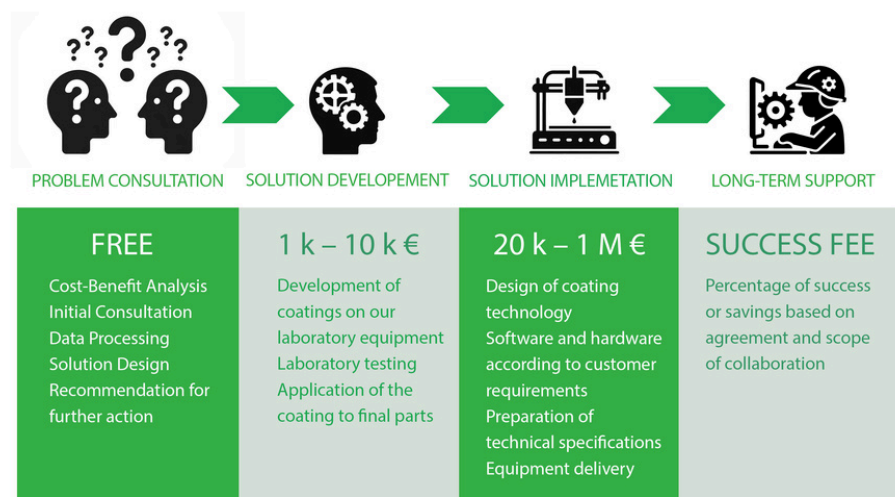 PROBLEM CONSULTATION
SOLUTION DEVELOPEMENT
SOLUTION IMPLEMETATION
LONG-TERM SUPPORT
FREE
Cost-Benefit Analysis
Initial Consultation
Data Processing
Solution Design
Recommendation for
further action
1 k – 10 k €
Development of
coatings on our
laboratory equipment
Laboratory testing
Application of the
coating to final parts
20 k – 1 M €
Design of coating
technology
Software and hardware
according to customer
requirements
Preparation of
technical specifications
Equipment delivery
SUCCESS FEE
Percentage of success
or savings based on
agreement and scope
of collaboration